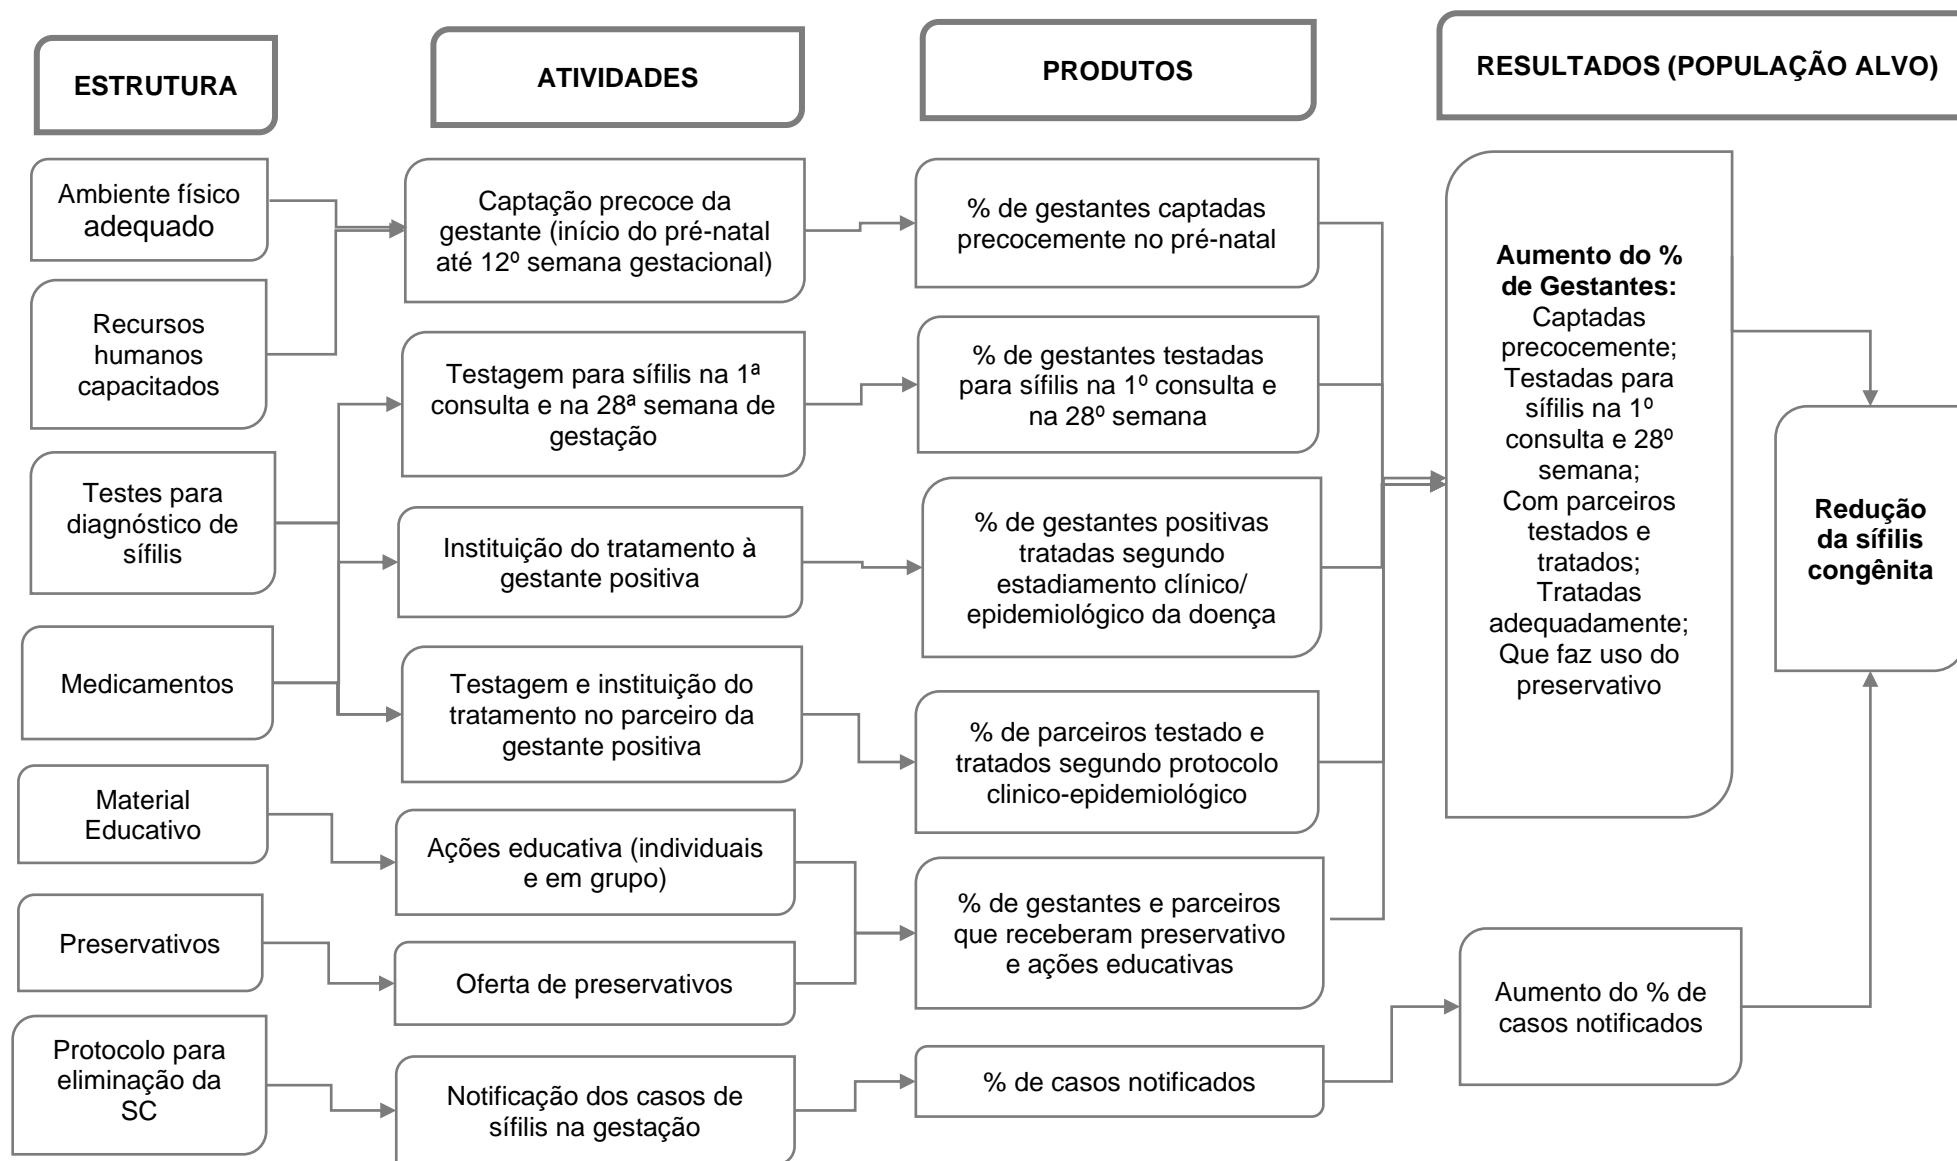 ESTRUTURA
ATIVIDADES
PRODUTOS
RESULTADOS (POPULAÇÃO ALVO)
Ambiente físico
adequado
Recursos
humanos
capacitados
Testes para
diagnóstico de
sífilis
Medicamentos
Material
Educativo
Preservativos
Protocolo para
eliminação da
SC
Captação precoce da
gestante (início do pré-natal
até 12º semana gestacional)
Testagem para sífilis na 1ª
consulta e na 28ª semana de
gestação
Instituição do tratamento à
gestante positiva
Testagem e instituição do
tratamento no parceiro da
gestante positiva
Ações educativa (individuais
e em grupo)
Oferta de preservativos
Notificação dos casos de
sífilis na gestação
% de gestantes captadas
precocemente no pré-natal
% de gestantes testadas
para sífilis na 1º consulta e
na 28º semana
% de gestantes positivas
tratadas segundo
estadiamento clínico/
epidemiológico da doença
% de parceiros testado e
tratados segundo protocolo
clinico-epidemiológico
% de gestantes e parceiros
que receberam preservativo
e ações educativas
% de casos notificados
Aumento do %
de Gestantes:
Captadas
precocemente;
Testadas para
sífilis na 1º
consulta e 28º
semana;
Com parceiros
testados e
tratados;
Tratadas
adequadamente;
Que faz uso do
preservativo
Aumento do % de
casos notificados
Redução
da sífilis
congênita